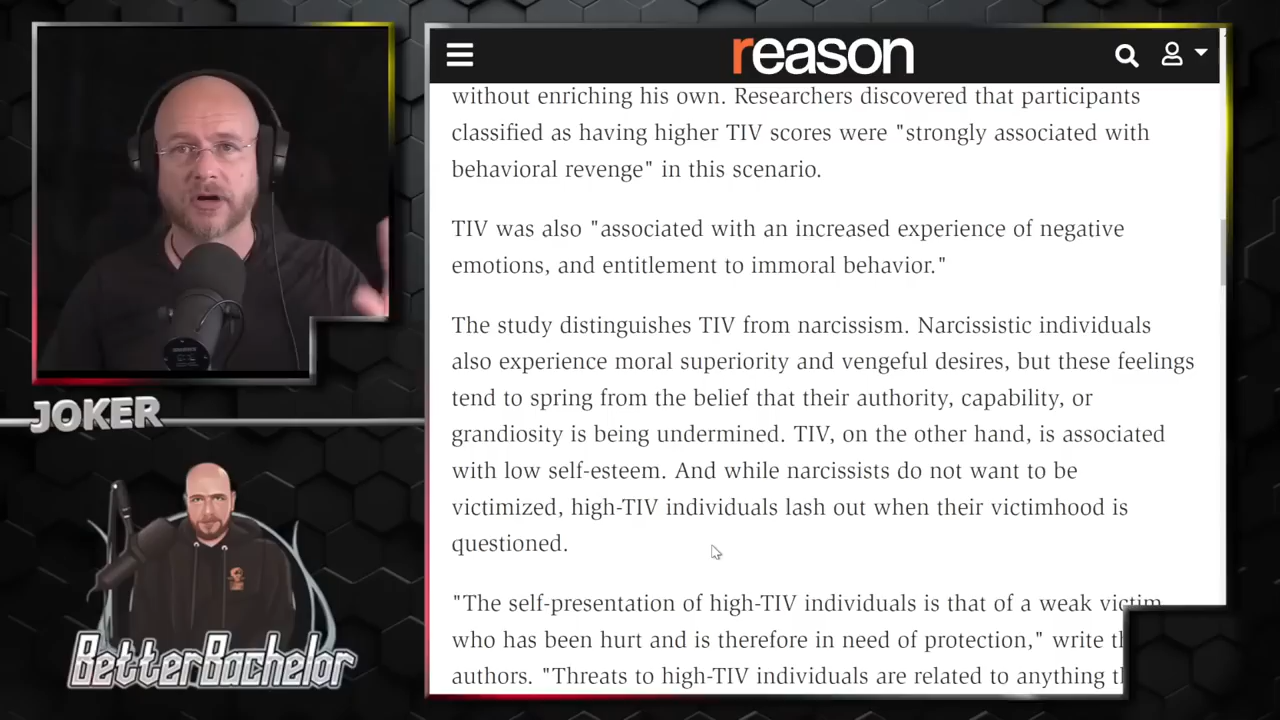 reason
without enriching his own. Researchers discovered that participants
classified as having higher TIV scores were "strongly associated with
behavioral revenge" in this scenario.
TIV was also "associated with an increased experience of negative
emotions, and entitlement to immoral behavior."
The study distinguishes TIV from narcissism. Narcissistic individuals
also experience moral superiority and vengeful desires, but these feelings
tend to spring from the belief that their authority, capability, or
grandiosity is being undermined. TIV, on the other hand, is associated
with low self-esteem. And while narcissists do not want to be
victimized, high-TIV individuals lash out when their victimhood is
questioned.
"The self-presentation of high-TIV individuals is that of a weak victim
who has been hurt and is therefore in need of protection," write
authors. "Threats to high-TIV individuals are related to anything
JOKER
BetterBachelor